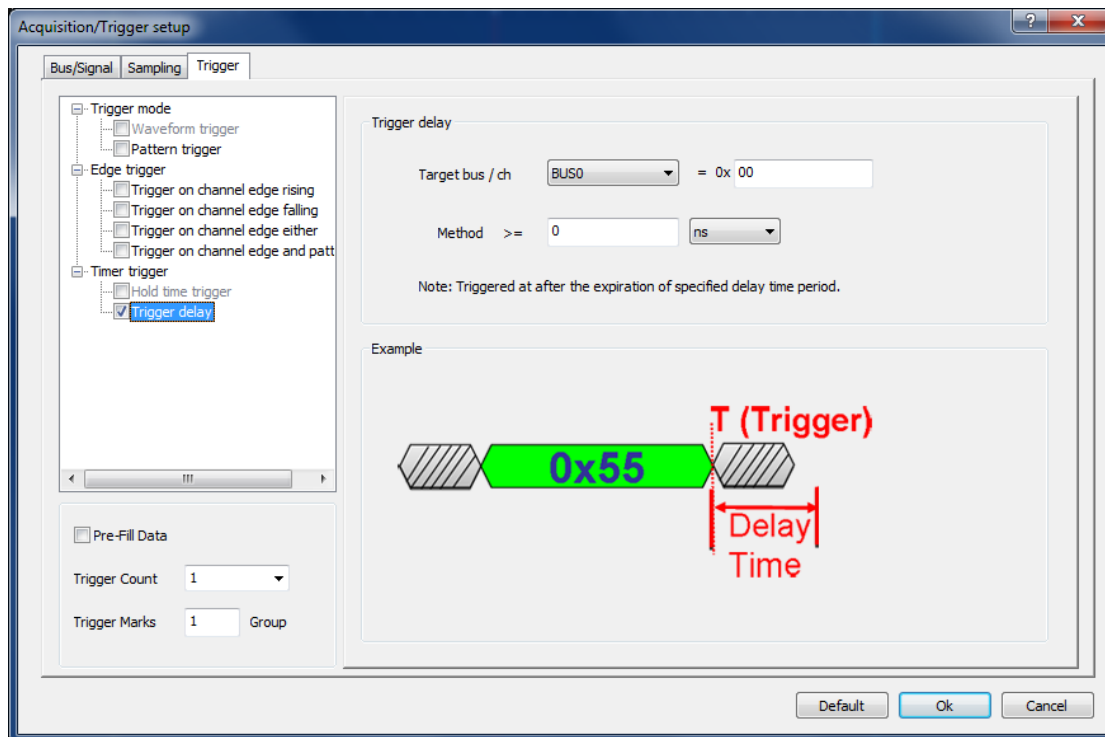 Acquisition/Trigger setup
?
X
Bus/Signal Sampling Trigger
Trigger mode
Waveform trigger
Pattern trigger
Edge trigger
Trigger on channel edge rising
Trigger on channel edge falling
Trigger on channel edge either
Trigger on channel edge and patt
Timer trigger
Hold time trigger
Trigger delay
Pre-Fill Data
Trigger Count 1
Trigger Marks 1 Group
Trigger delay
Target bus / ch BUS0 = 0x 00
Method >= 0 ns
Note: Triggered at after the expiration of specified delay time period.
Example
T (Trigger)
0x55
Delay
Time
Default Ok Cancel